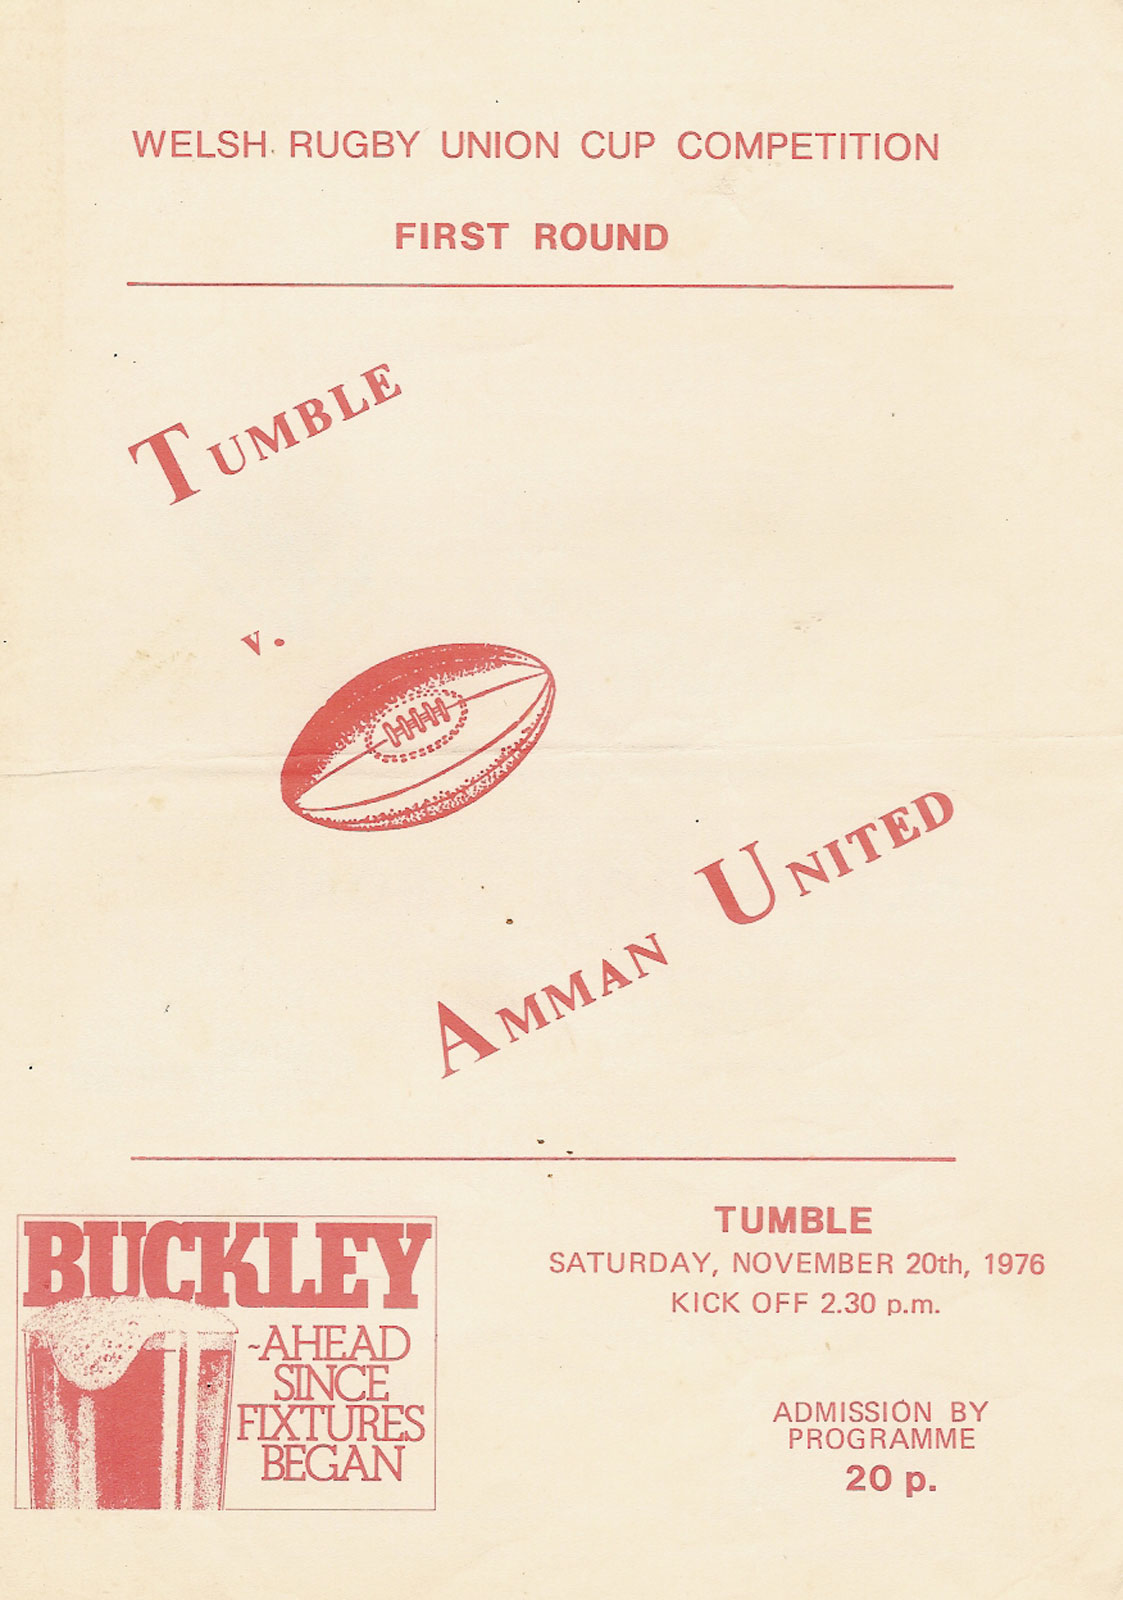 WELSH RUGBY UNION CUP COMPETITION
FIRST ROUND
TUMBLE
v.
AMMAN UNITED
BUCKLEY
~AHEAD
SINCE
FIXTURES
BEGAN
TUMBLE
SATURDAY, NOVEMBER 20th, 1976
KICK OFF 2.30 p.m.
ADMISSION BY
PROGRAMME
20 p.